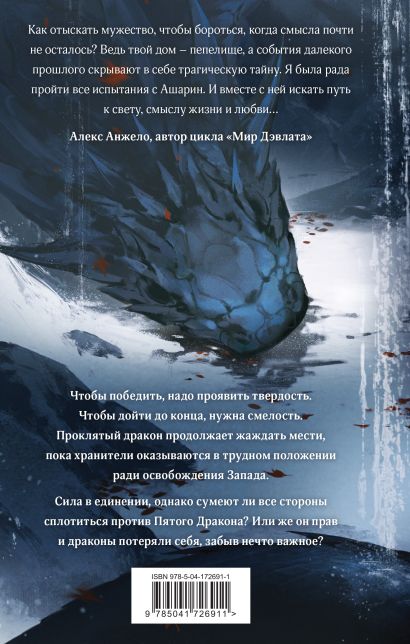 Как отыскать мужество, чтобы бороться, когда смысла почти
не осталось? Ведь твой дом – пепелище, а события далекого
прошлого скрывают в себе трагическую тайну. Я была рада
пройти все испытания с Ашарин. И вместе с ней искать путь
к свету, смыслу жизни и любви…
Алекс Анжело, автор цикла «Мир Дэвлата»
Чтобы победить, надо проявить твердость.
Чтобы дойти до конца, нужна смелость.
Проклятый дракон продолжает жаждать мести,
пока хранители оказываются в трудном положении
ради освобождения Запада.
Сила в единении, однако сумеют ли все стороны
сплотиться против Пятого Дракона? Или же он прав
и драконы потеряли себя, забыв нечто важное?
ISBN 978-5-04-172691-1
9 785041 726911 >